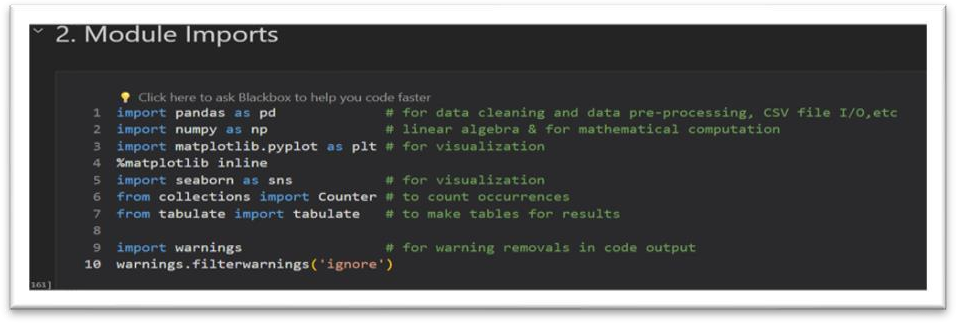 2. Module Imports
Click here to ask Blackbox to help you code faster
1 import pandas as pd # for data cleaning and data pre-processing, CSV file I/O,etc
2 import numpy as np # linear algebra & for mathematical computation
3 import matplotlib.pyplot as plt # for visualization
4 %matplotlib inline
5 import seaborn as sns # for visualization
6 from collections import Counter # to count occurrences
7 from tabulate import tabulate # to make tables for results
8
9 import warnings # for warning removals in code output
10 warnings.filterwarnings('ignore')
161]